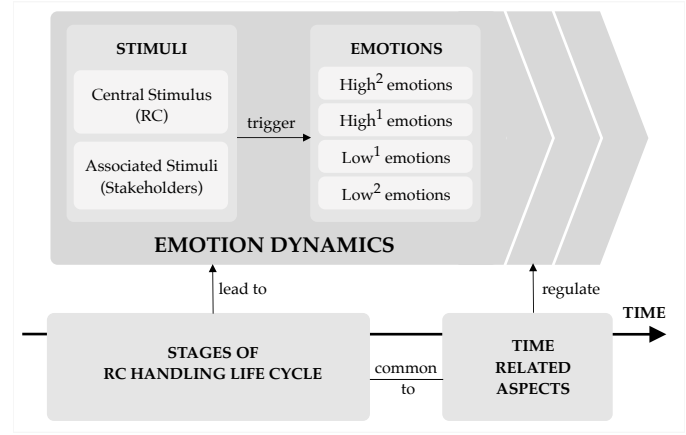 STIMULI
Central Stimulus
(RC)
Associated Stimuli
(Stakeholders)
trigger
EMOTIONS
High² emotions
High¹ emotions
Low¹ emotions
Low² emotions
EMOTION DYNAMICS
lead to
regulate
TIME
STAGES OF
RC HANDLING LIFE CYCLE
common
to
TIME
RELATED
ASPECTS